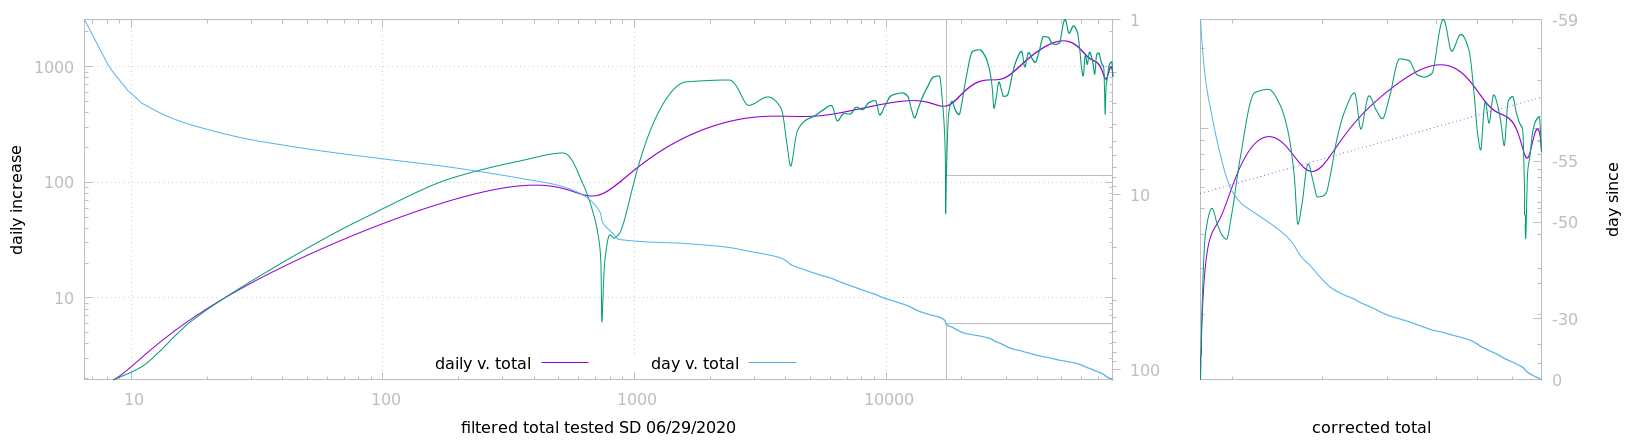 daily increase
1000
100
10
10
100
1000
10000
1
10
100
daily v. total
day v. total
filtered total tested SD 06/29/2020
-59
-55
-50
-30
0
day since
corrected total